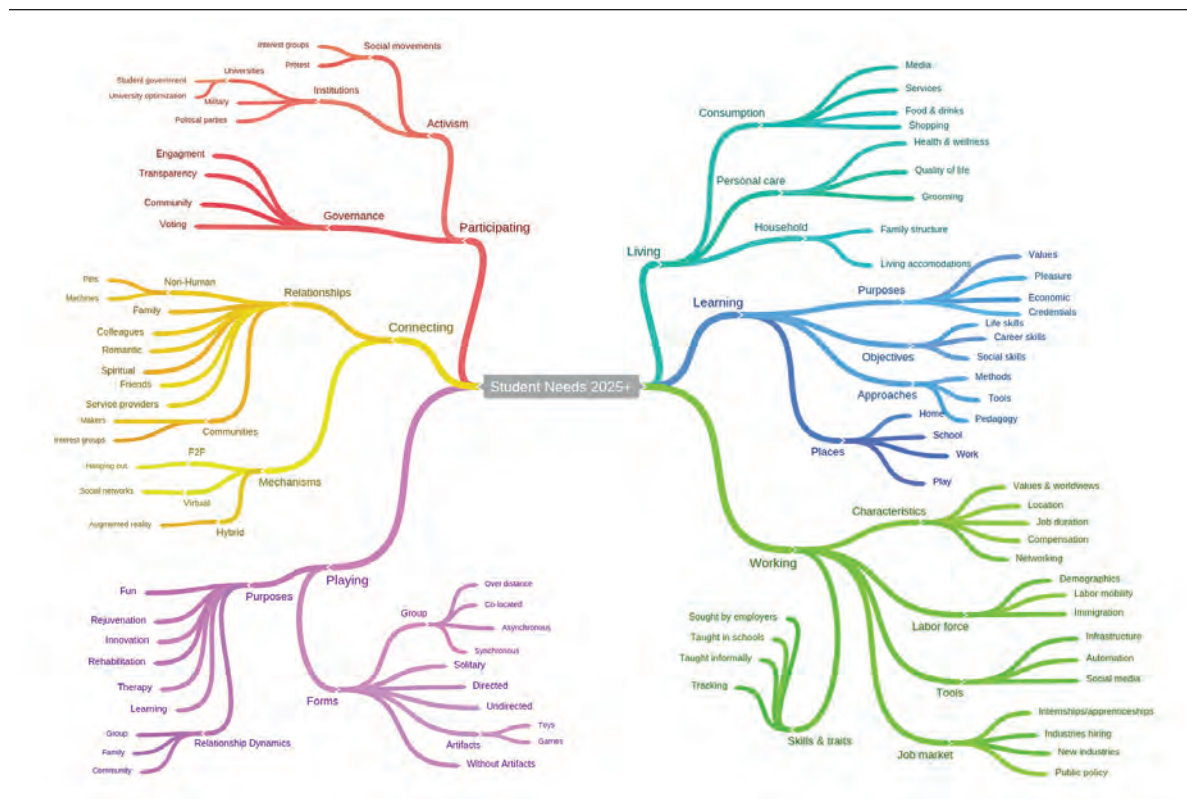 Student Needs 2025+
Participating
Activism
Social movements
Interest groups
Protest
Institutions
Universities
Student government
University optimization
Military
Political parties
Governance
Engagment
Transparency
Community
Voting
Connecting
Relationships
Non-Human
Pets
Machines
Family
Colleagues
Romantic
Spiritual
Friends
Service providers
Communities
Makers
Interest groups
Mechanisms
F2F
Hanging out
Virtual
Social networks
Hybrid
Augmented reality
Playing
Purposes
Fun
Rejuvenation
Innovation
Rehabilitation
Therapy
Learning
Relationship Dynamics
Group
Family
Community
Forms
Group
Over distance
Co-located
Asynchronous
Synchronous
Solitary
Directed
Undirected
Artifacts
Toys
Games
Without Artifacts
Living
Consumption
Media
Services
Food & drinks
Shopping
Personal care
Health & wellness
Quality of life
Grooming
Household
Family structure
Living accomodations
Learning
Purposes
Values
Pleasure
Economic
Credentials
Objectives
Life skills
Career skills
Social skills
Approaches
Methods
Tools
Pedagogy
Places
Home
School
Work
Play
Working
Characteristics
Values & worldviews
Location
Job duration
Compensation
Networking
Labor force
Demographics
Labor mobility
Immigration
Tools
Infrastructure
Automation
Social media
Job market
Internships/apprenticeships
Industries hiring
New industries
Public policy
Skills & traits
Sought by employers
Taught in schools
Taught informally
Tracking